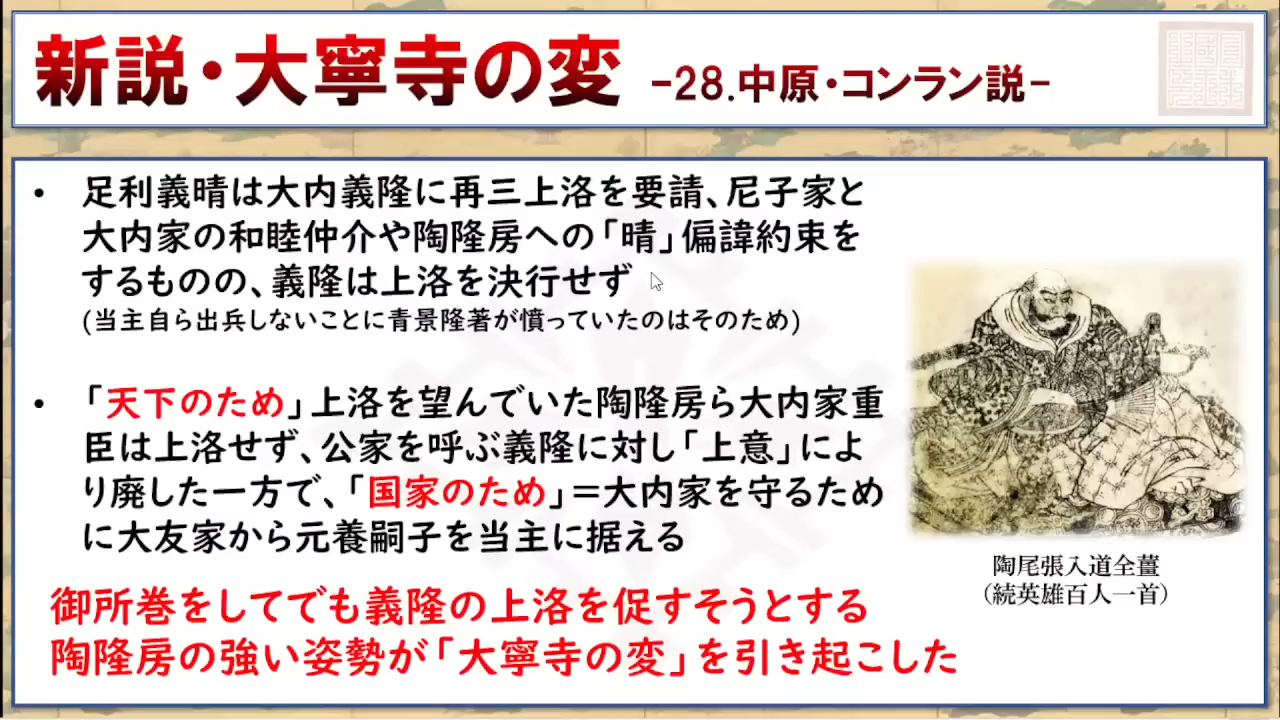 新説・大寧寺の変 -28.中原・コンラン説-
• 足利義晴は大内義隆に再三上洛を要請、尼子家と
大内家の和睦仲介や陶隆房への「晴」偏諱約束を
するものの、義隆は上洛を決行せず
(当主自ら出兵しないことに青景隆著が憤っていたのはそのため)
• 「天下のため」上洛を望んでいた陶隆房ら大内家重
臣は上洛せず、公家を呼ぶ義隆に対し「上意」によ
り廃した一方で、「国家のため」＝大内家を守るため
に大友家から元養嗣子を当主に据える
御所巻をしてでも義隆の上洛を促すそうとする
陶隆房の強い姿勢が「大寧寺の変」を引き起こした
陶尾張入道全薑
（続英雄百人一首）